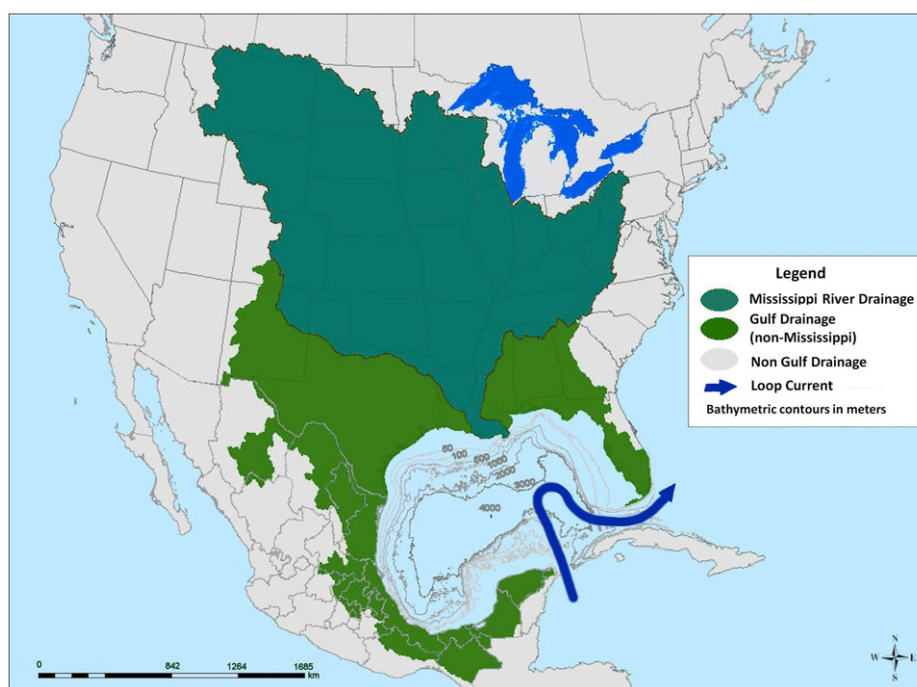 Legend
Mississippi River Drainage
Gulf Drainage
(non-Mississippi)
Non Gulf Drainage
Loop Current
Bathymetric contours in meters
50
100
500
1000
2000
3000
4000
0 842 1264 1685
km
N
W E
S